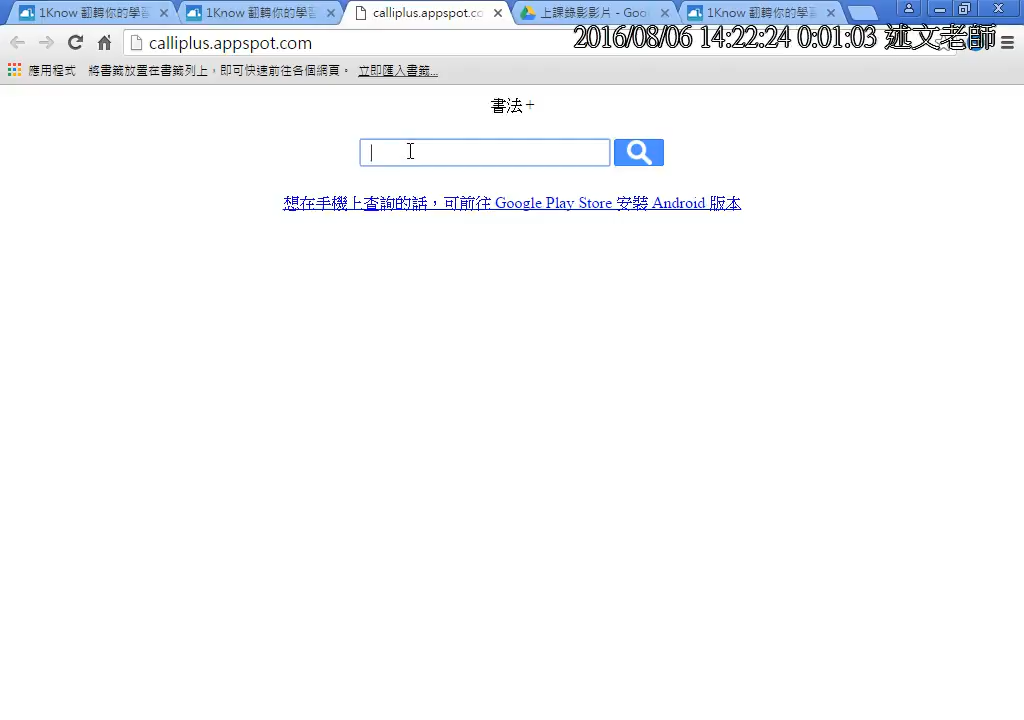 1Know 翻轉你的學習
1Know 翻轉你的學習
calliplus.appspot.co
上課錄影影片 - Goo
1Know 翻轉你的學
calliplus.appspot.com
2016/08/06 14:22:24 0:01:03 述文老師
應用程式 將書籤放置在書籤列上，即可快速前往各個網頁。 立即匯入書籤...
書法+
想在手機上查詢的話，可前往 Google Play Store 安裝 Android 版本